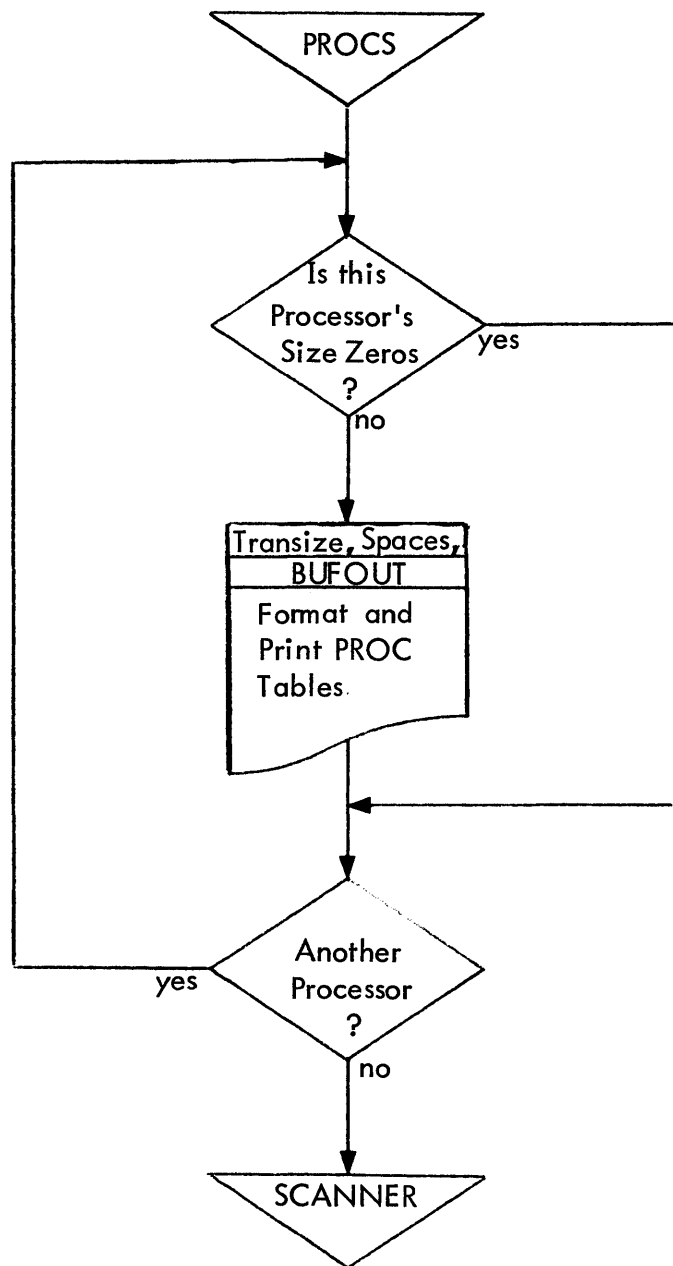 PROCS
Is this
Processor's
Size Zeros
?
yes
no
Transize, Spaces,
BUFOUT
Format and
Print PROC
Tables.
Another
Processor
?
yes
no
SCANNER